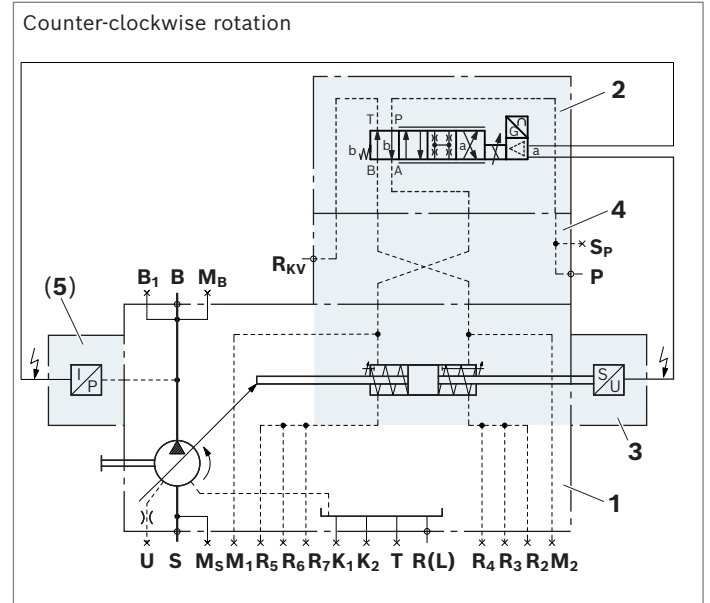 Counter-clockwise rotation
2
T P
G
b b a a
B A
4
S_P
R_KV
P
B_1 B M_B
(5)
I
P
S
U
3
1
U S M_S M_1 R_5 R_6 R_7 K_1 K_2 T R(L) R_4 R_3 R_2 M_2